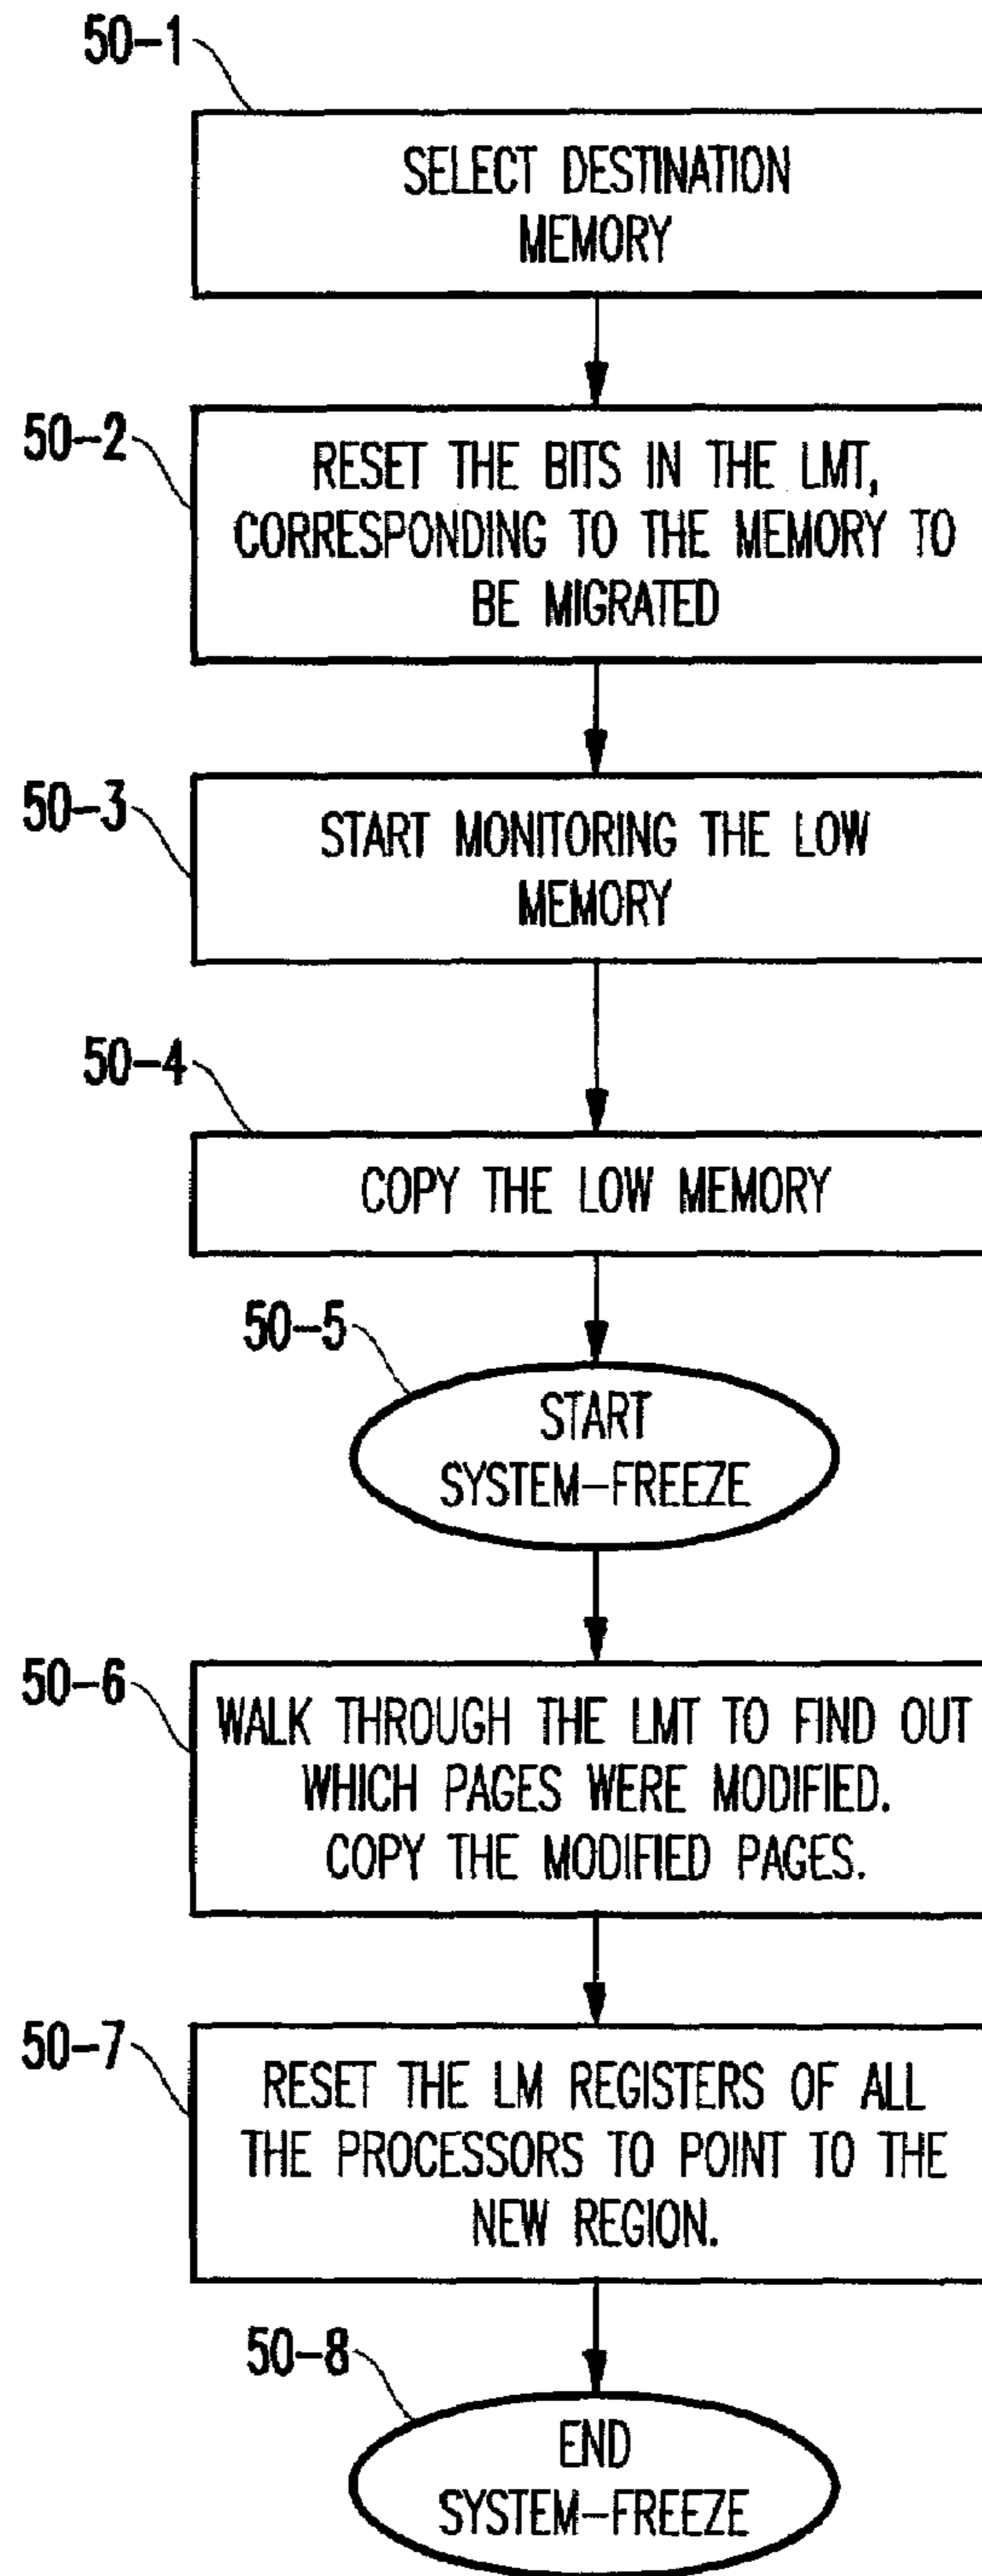 50-1
SELECT DESTINATION
MEMORY
50-2
RESET THE BITS IN THE LMT,
CORRESPONDING TO THE MEMORY TO
BE MIGRATED
50-3
START MONITORING THE LOW
MEMORY
50-4
COPY THE LOW MEMORY
50-5
START
SYSTEM-FREEZE
50-6
WALK THROUGH THE LMT TO FIND OUT
WHICH PAGES WERE MODIFIED.
COPY THE MODIFIED PAGES.
50-7
RESET THE LM REGISTERS OF ALL
THE PROCESSORS TO POINT TO THE
NEW REGION.
50-8
END
SYSTEM-FREEZE